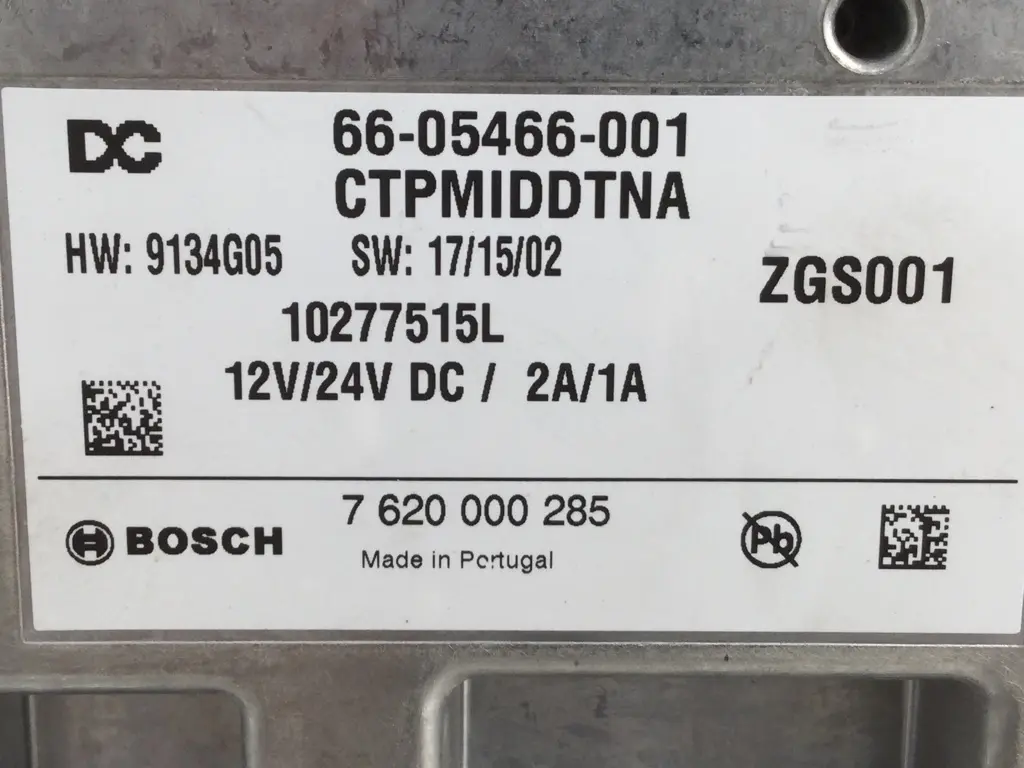 DC
66-05466-001
CTPMIDDTNA
HW: 9134G05 SW: 17/15/02
ZGS001
10277515L
12V/24V DC / 2A/1A
BOSCH
7 620 000 285
Made in Portugal
Pb